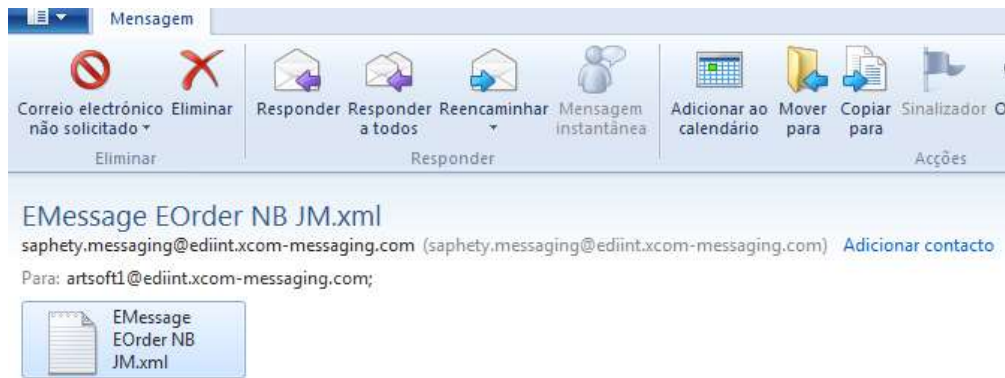 Mensagem
Correio electrónico não solicitado
Eliminar
Responder
Responder a todos
Reencaminhar
Mensagem instantânea
Adicionar ao calendário
Mover para
Copiar para
Sinalizador
Eliminar
Responder
Acções
EMessage EOrder NB JM.xml
saphety.messaging@ediint.xcom-messaging.com (saphety.messaging@ediint.xcom-messaging.com) Adicionar contacto
Para: artsoft1@ediint.xcom-messaging.com;
EMessage
EOrder NB
JM.xml